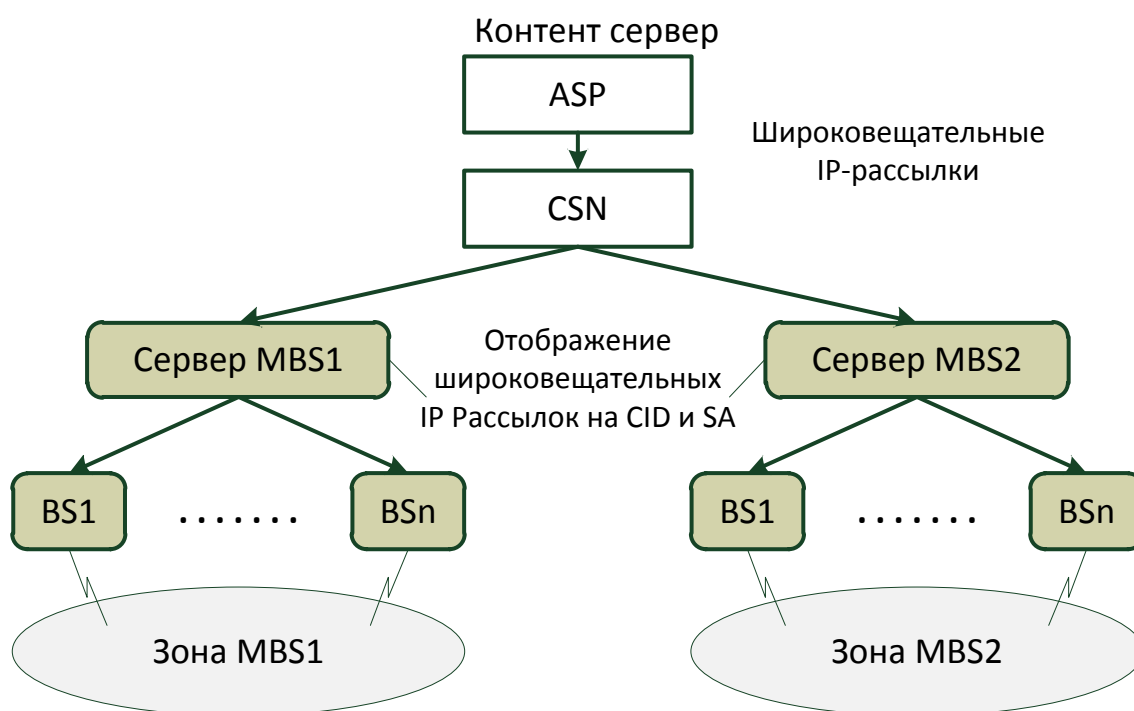 Контент сервер
ASP
Широковещательные
IP-рассылки
CSN
Сервер MBS1
Отображение
широковещательных
IP Рассылок на CID и SA
Сервер MBS2
BS1
.......
BSn
BS1
.......
BSn
Зона MBS1
Зона MBS2